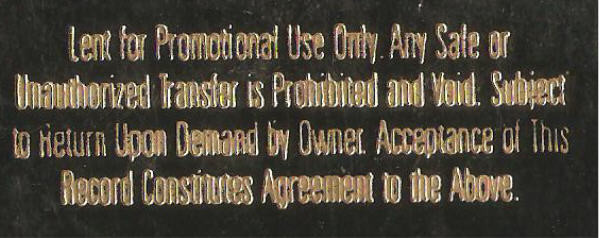 Lent for Promotional Use Only. Any Sale or
Unauthorized Transfer is Prohibited and Void. Subject
to Return Upon Demand by Owner. Acceptance of This
Record Constitutes Agreement to the Above.